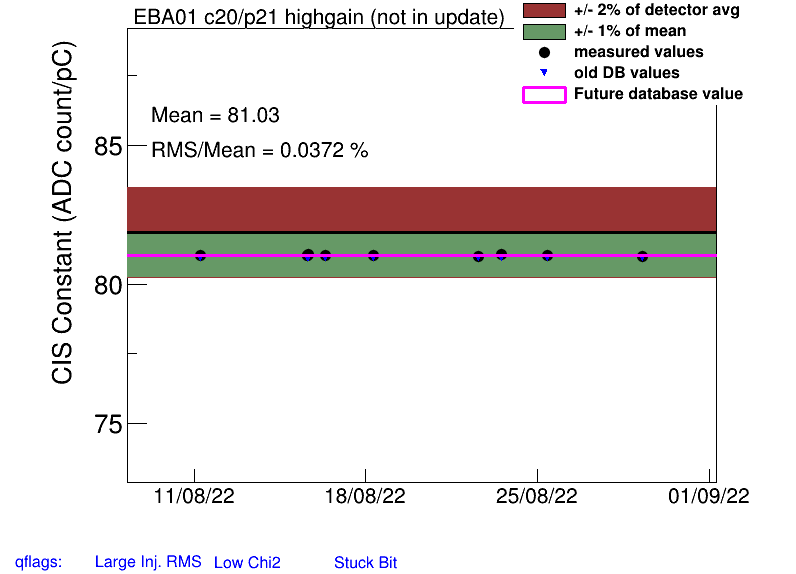 EBA01 c20/p21 highgain (not in update)
+/- 2% of detector avg
+/- 1% of mean
measured values
old DB values
Future database value
CIS Constant (ADC count/pC)
Mean = 81.03
RMS/Mean = 0.0372 %
85
80
75
11/08/22 18/08/22 25/08/22 01/09/22
qflags: Large Inj. RMS Low Chi2 Stuck Bit